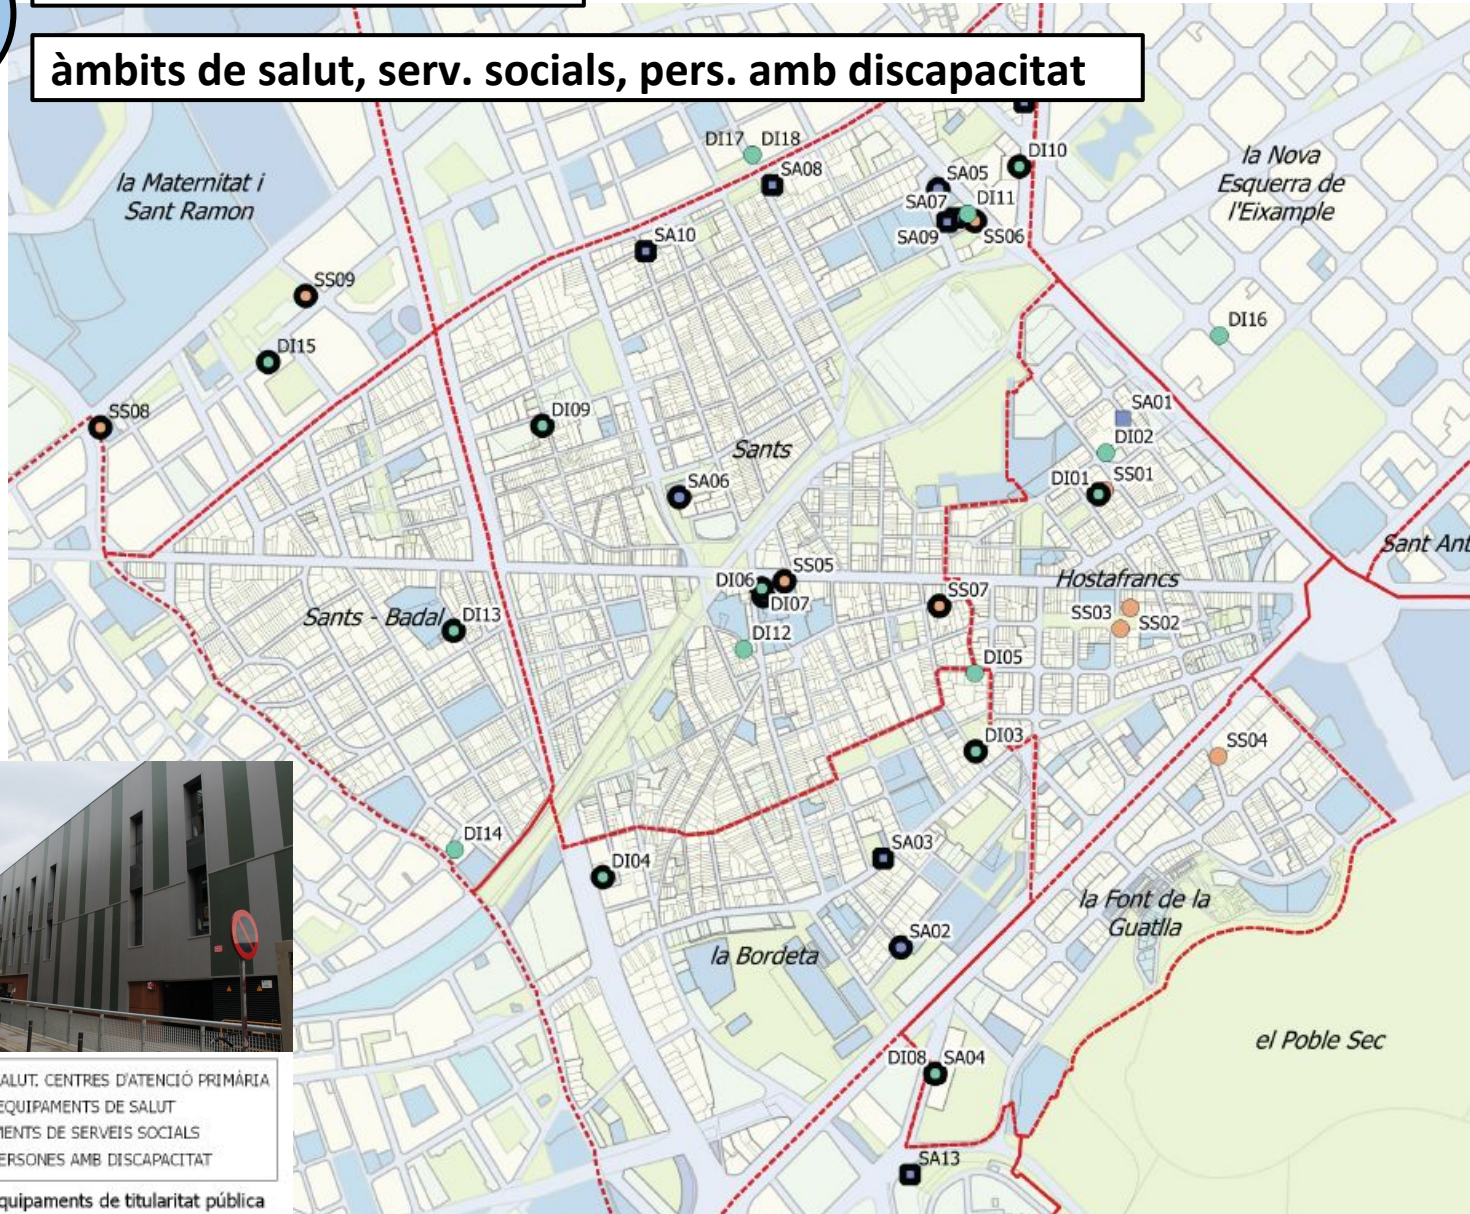 àmbits de salut, serv. socials, pers. amb discapacitat
la Maternitat i
Sant Ramon
DI17 DI18
SA08
SA05
DI10
SA07
DI11
SA09
SS06
la Nova
Esquerra de
l'Eixample
SA10
SS09
DI15
DI16
SS08
DI09
SA01
DI02
Sants
DI01
SS01
SA06
Sant Ant
SS05
DI06
DI07
Hostafrancs
SS07
SS03
SS02
Sants - Badal
DI13
DI12
DI05
DI03
SS04
DI14
SA03
DI04
la Font de la
Guatlla
SA02
la Bordeta
el Poble Sec
DI08
SA04
SA13
ALUT. CENTRES D'ATENCIÓ PRIMÀRIA
EQUIPAMENTS DE SALUT
MENTS DE SERVEIS SOCIALS
ERSONES AMB DISCAPACITAT
quipaments de titularitat pública